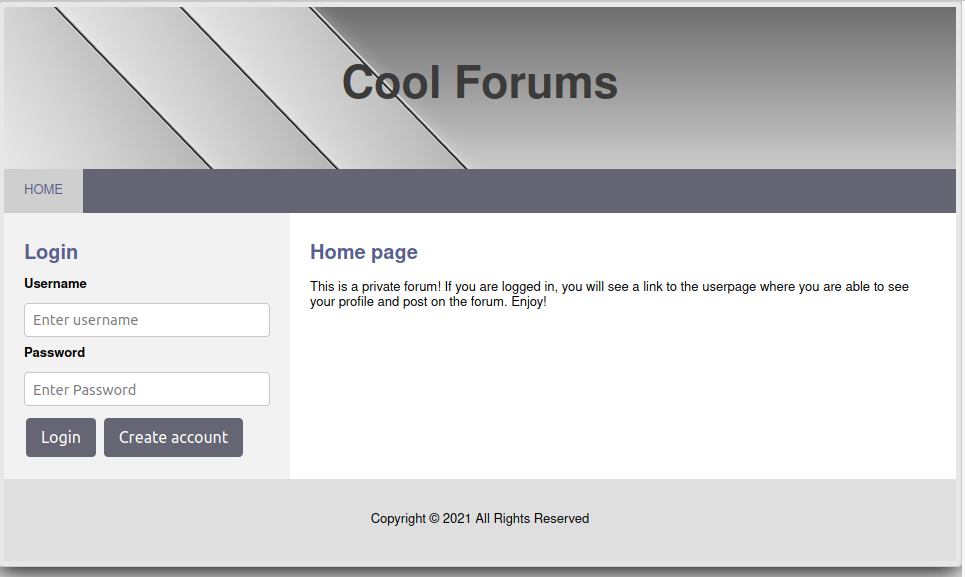 Cool Forums
HOME
Login
Username
Enter username
Password
Enter Password
Login
Create account
Home page
This is a private forum! If you are logged in, you will see a link to the userpage where you are able to see
your profile and post on the forum. Enjoy!
Copyright © 2021 All Rights Reserved